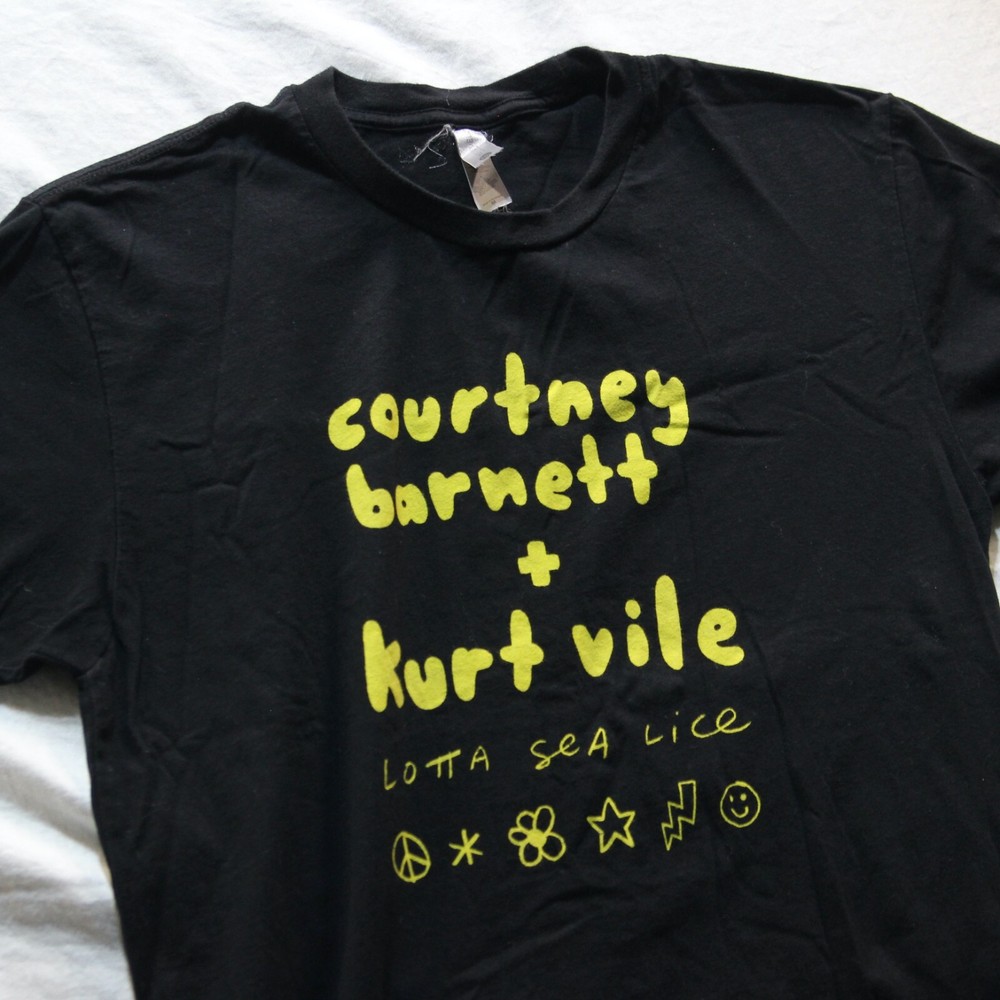 courtney
barnett
+
kurt vile
LOTTA SEA LICE